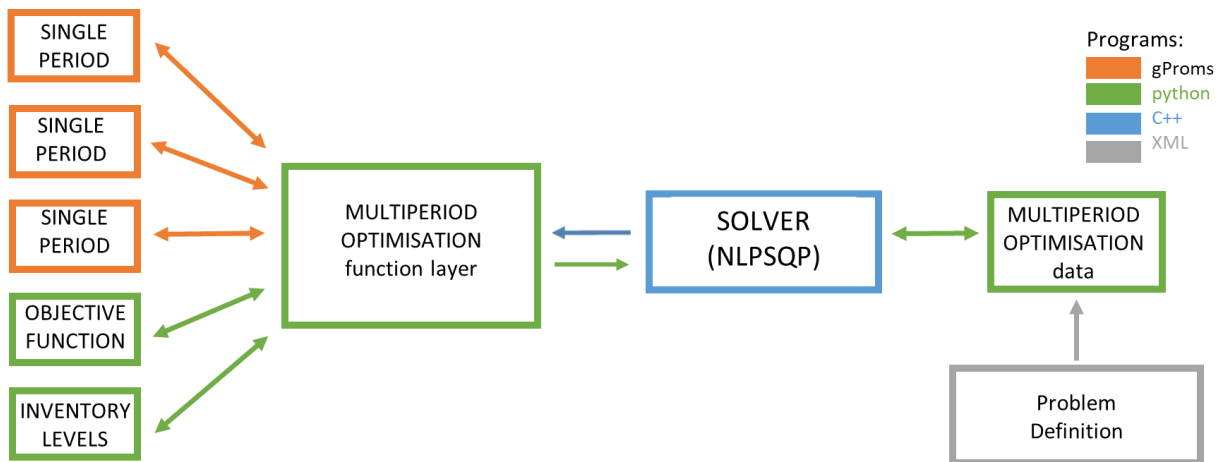 SINGLE
PERIOD
SINGLE
PERIOD
SINGLE
PERIOD
OBJECTIVE
FUNCTION
INVENTORY
LEVELS
MULTIPERIOD
OPTIMISATION
function layer
SOLVER
(NLPSQP)
MULTIPERIOD
OPTIMISATION
data
Problem
Definition
Programs:
gProms
python
C++
XML